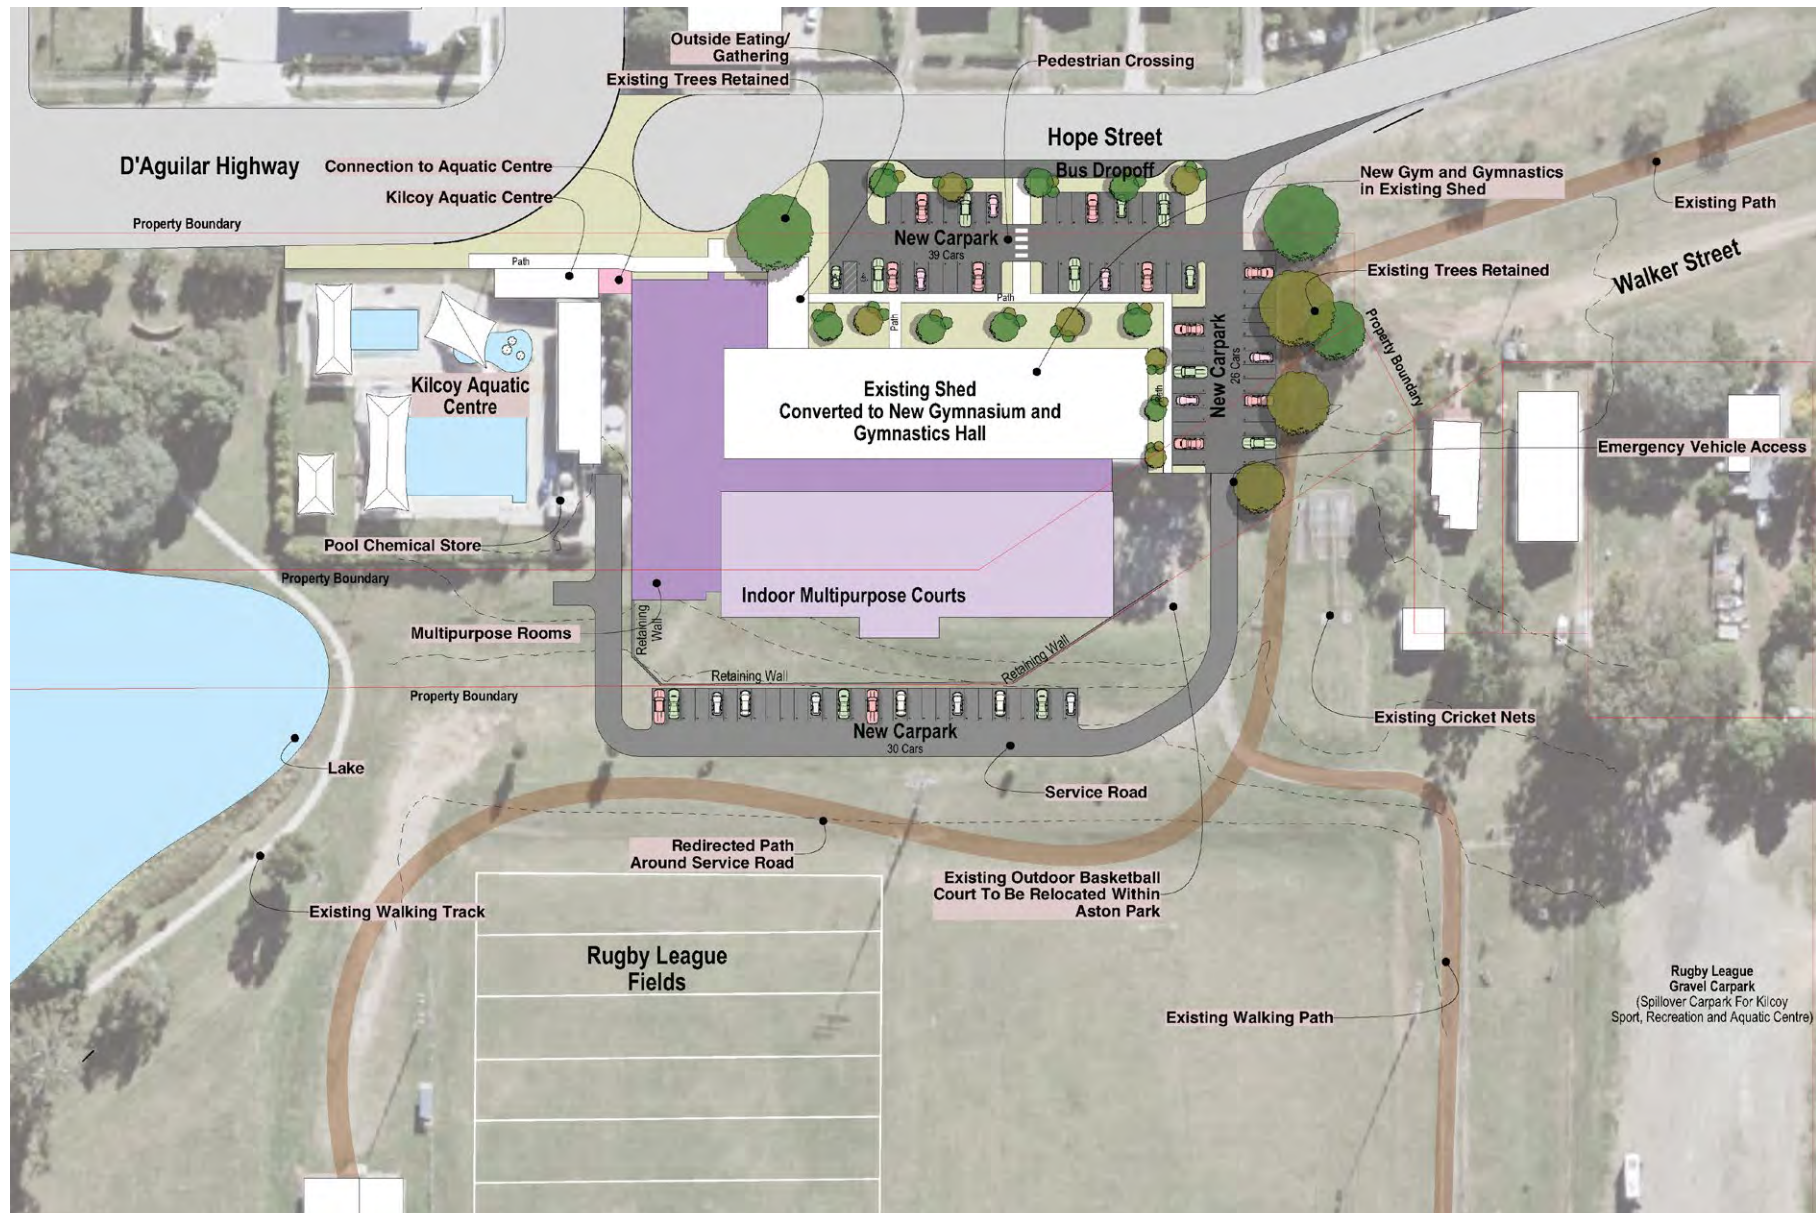 Outside Eating/
Gathering
Existing Trees Retained
Pedestrian Crossing
Hope Street
Bus Dropoff
D'Aguilar Highway
Connection to Aquatic Centre
Kilcoy Aquatic Centre
New Gym and Gymnastics
in Existing Shed
Existing Path
Property Boundary
New Carpark
39 Cars
Path
Path
Path
Existing Trees Retained
Walker Street
Property Boundary
New Carpark
26 Cars
Kilcoy Aquatic
Centre
Existing Shed
Converted to New Gymnasium and
Gymnastics Hall
Emergency Vehicle Access
Pool Chemical Store
Property Boundary
Indoor Multipurpose Courts
Multipurpose Rooms
Retaining
Wall
Retaining Wall
Retaining Wall
Property Boundary
New Carpark
30 Cars
Existing Cricket Nets
Lake
Service Road
Redirected Path
Around Service Road
Existing Outdoor Basketball
Court To Be Relocated Within
Aston Park
Existing Walking Track
Rugby League
Fields
Existing Walking Path
Rugby League
Gravel Carpark
(Spillover Carpark For Kilcoy
Sport, Recreation and Aquatic Centre)